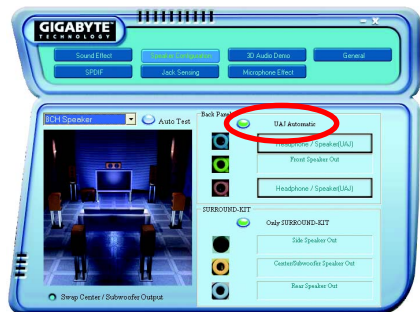 GIGABYTE
TECHNOLOGY
Sound Effect
Speaker Configuration
3D Audio Demo
General
SPDIF
Jack Sensing
Microphone Effect
8CH Speaker
Auto Test
Back Panel
UAJ Automatic
Headphone / Speaker(UAJ)
Front Speaker Out
Headphone / Speaker(UAJ)
SURROUND-KIT
Only SURROUND-KIT
Side Speaker Out
Center/Subwoofer Speaker Out
Rear Speaker Out
Swap Center / Subwoofer Output